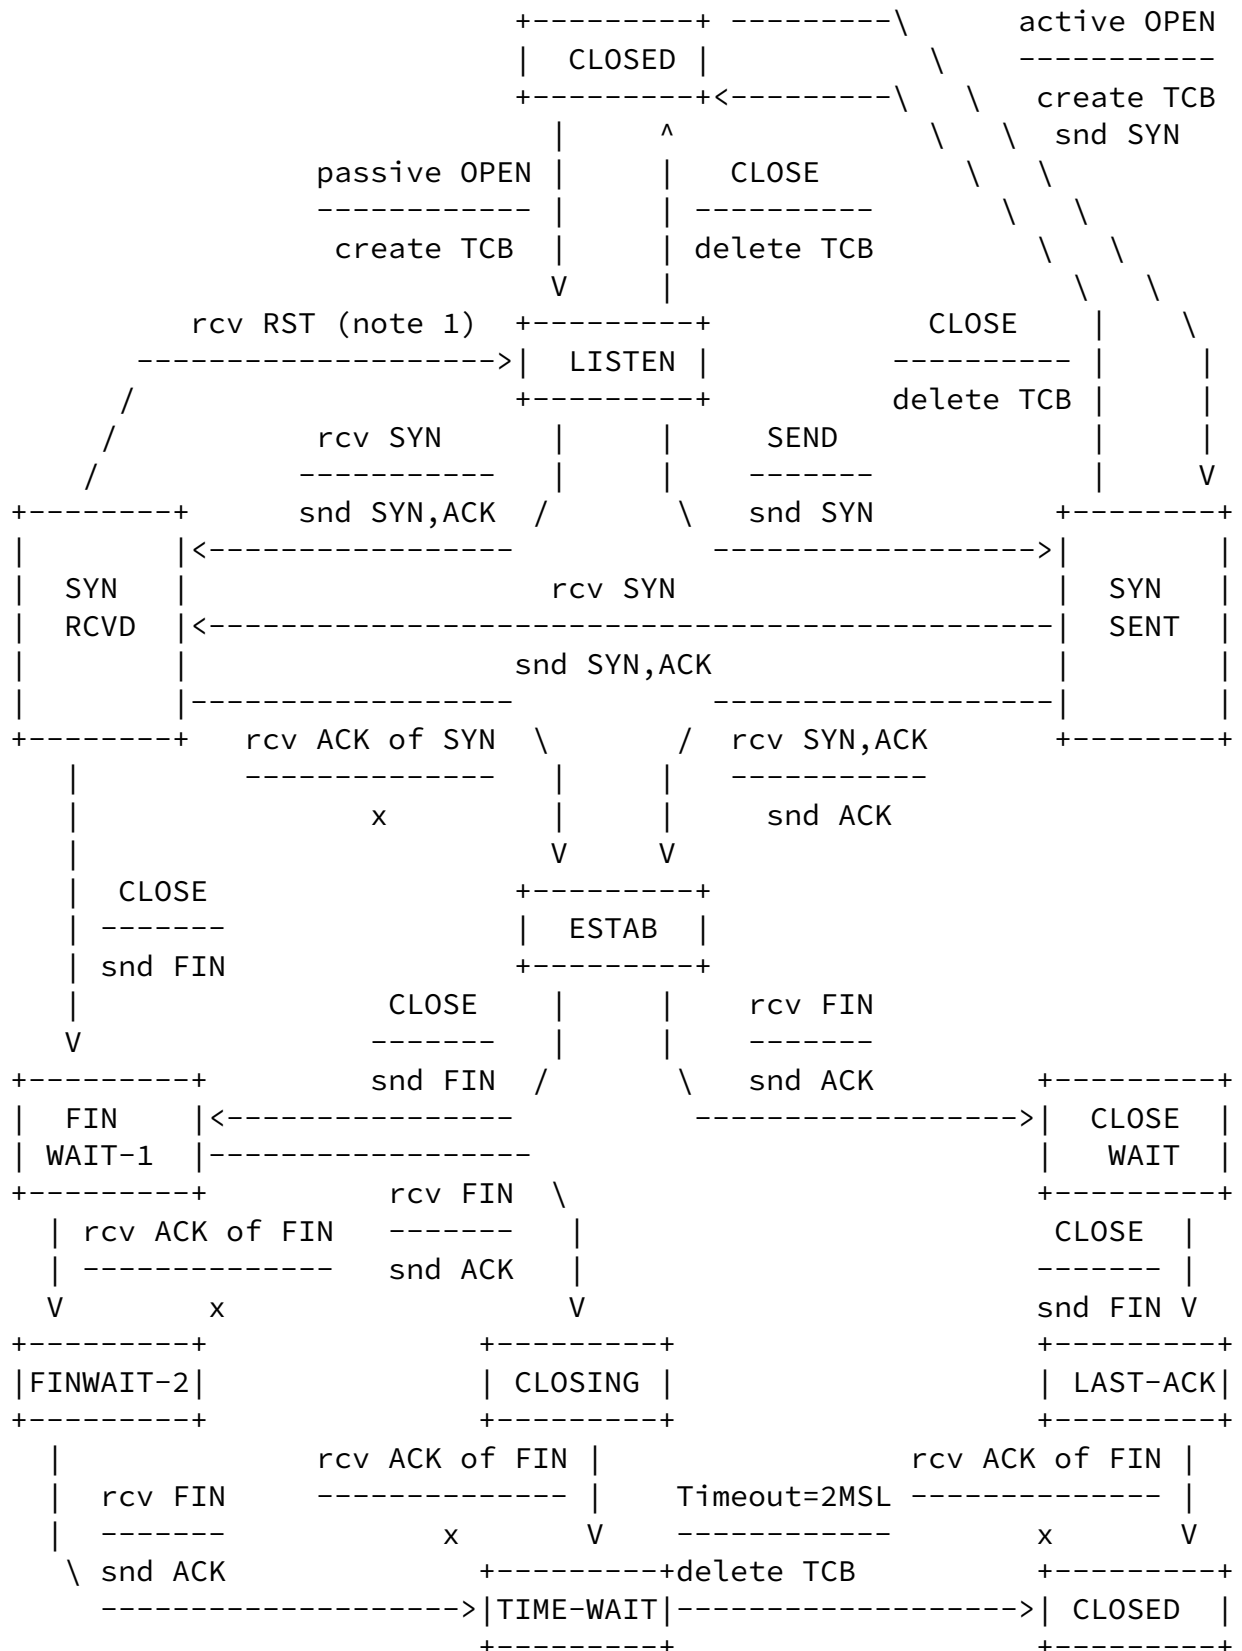 active OPEN
CLOSED
create TCB
snd SYN
passive OPEN CLOSE
create TCB delete TCB
rcv RST (note 1) CLOSE
LISTEN
delete TCB
rcv SYN SEND
snd SYN,ACK snd SYN
SYN rcv SYN SYN
RCVD SENT
snd SYN,ACK
rcv ACK of SYN rcv SYN,ACK
x snd ACK
CLOSE
ESTAB
snd FIN
CLOSE rcv FIN
snd FIN snd ACK
FIN CLOSE
WAIT-1 WAIT
rcv FIN
rcv ACK of FIN CLOSE
snd ACK
x snd FIN
FINWAIT-2 CLOSING LAST-ACK
rcv ACK of FIN rcv ACK of FIN
rcv FIN Timeout=2MSL
x x
snd ACK delete TCB
TIME-WAIT CLOSED